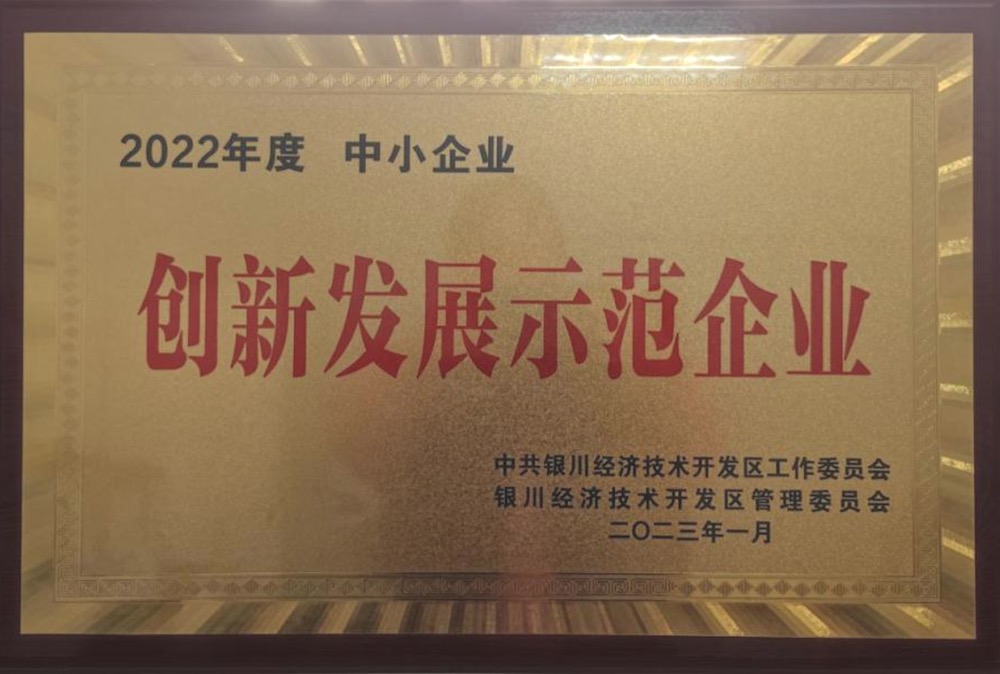 2022年度 中小企业
创新发展示范企业
中共银川经济技术开发区工作委员会
银川经济技术开发区管理委员会
二〇二三年一月